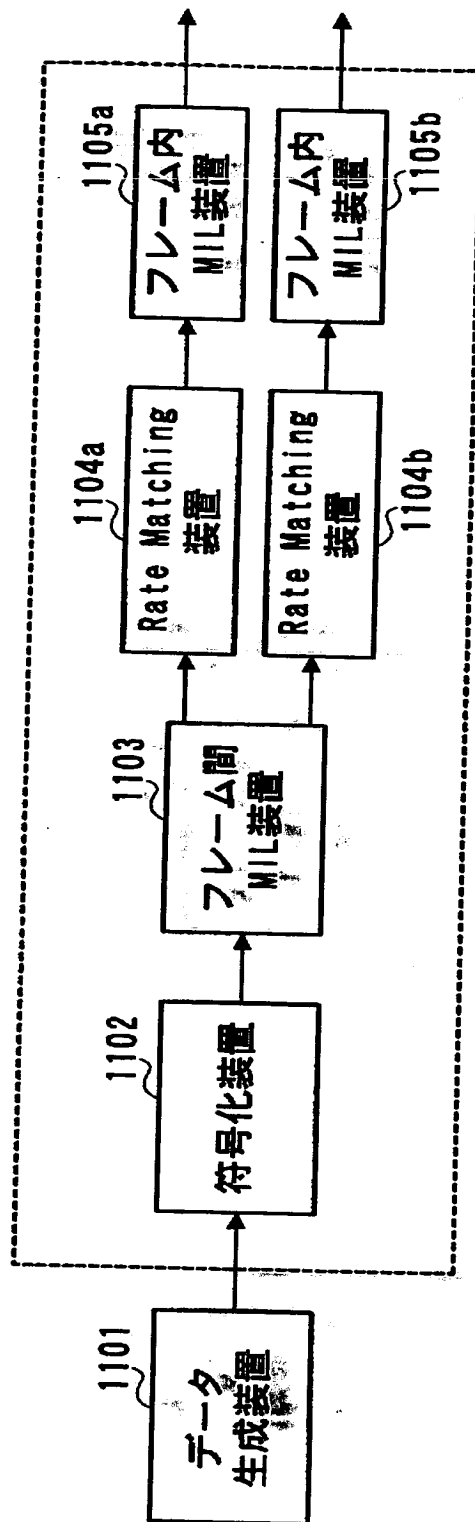 1101
データ
生成装置
1102
符号化装置
1103
フレーム間
MIL装置
1104a
Rate Matching
装置
1105a
フレーム内
MIL装置
1104b
Rate Matching
装置
1105b
フレーム内
MIL装置